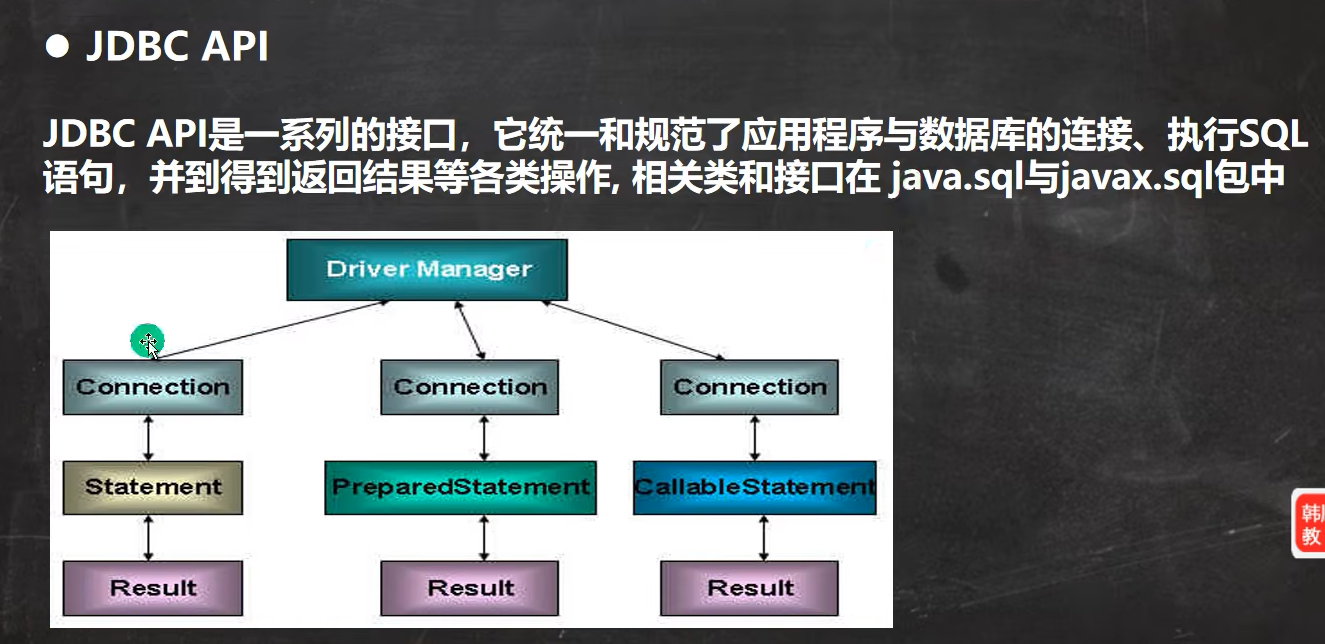 ● JDBC API
JDBC API是一系列的接口，它统一和规范了应用程序与数据库的连接、执行SQL
语句，并到得到返回结果等各类操作, 相关类和接口在 java.sql与javax.sql包中
Driver Manager
Connection Connection Connection
Statement PreparedStatement CallableStatement
Result Result Result
教